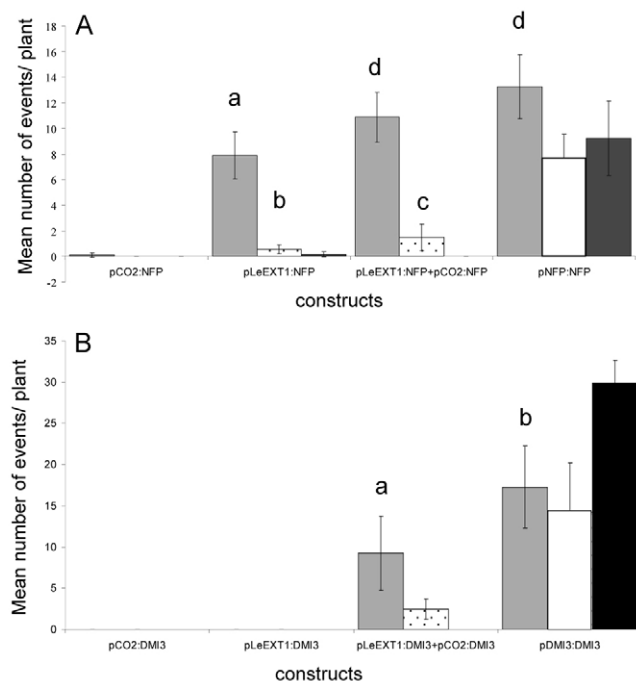 A
Mean number of events/ plant
18
16
14
12
10
8
6
4
2
0
-2
a
b
d
c
d
pCO2:NFP
pLeEXT1:NFP
pLeEXT1:NFP+pCO2:NFP
pNFP:NFP
constructs
B
Mean number of events/ plant
35
30
25
20
15
10
5
0
a
b
pCO2:DMI3
pLeEXT1:DMI3
pLeEXT1:DMI3+pCO2:DMI3
pDMI3:DMI3
constructs